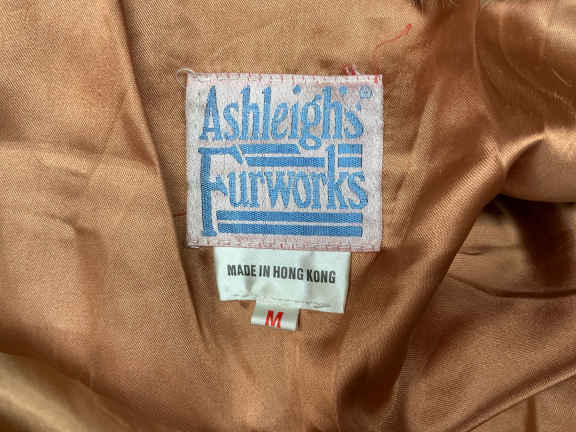 Ashleigh's®
Furworks
MADE IN HONG KONG
M